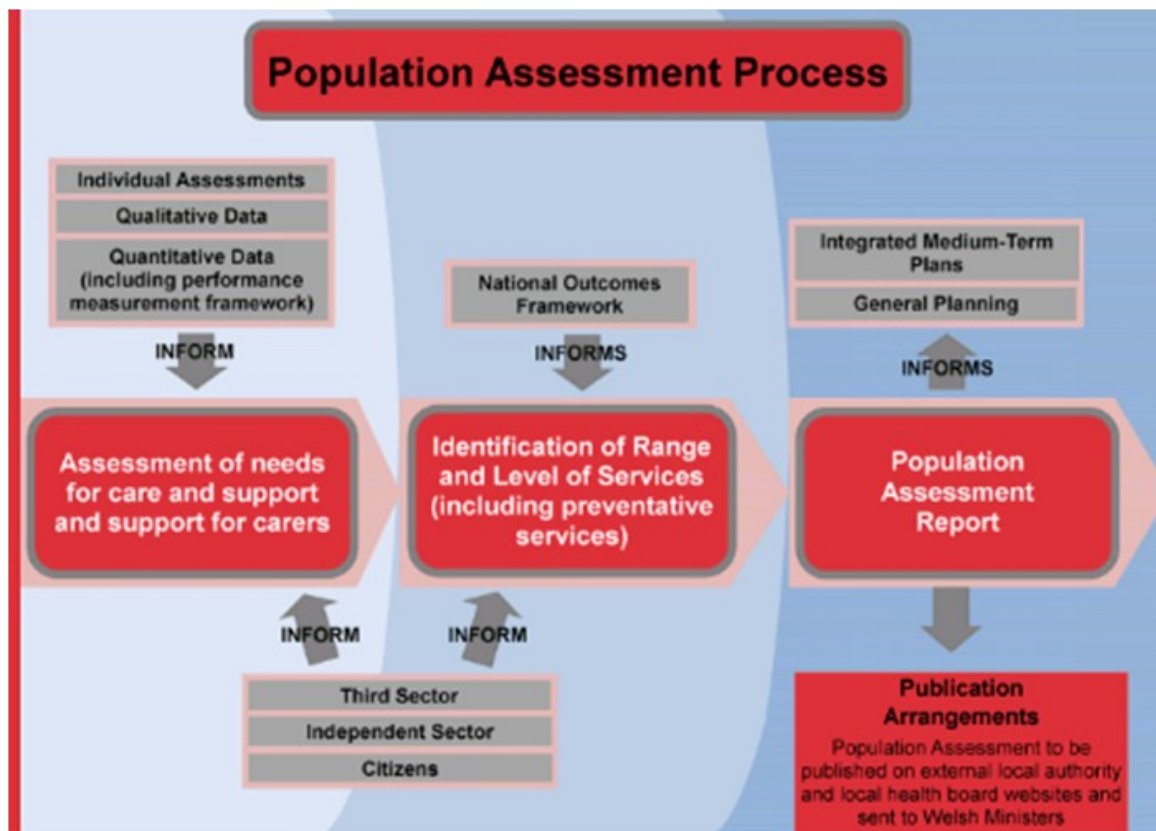 Population Assessment Process
Individual Assessments
Qualitative Data
Quantitative Data
(including performance
measurement framework)
INFORM
Assessment of needs
for care and support
and support for carers
National Outcomes
Framework
INFORMS
Identification of Range
and Level of Services
(including preventative
services)
Integrated Medium-Term
Plans
General Planning
INFORMS
Population
Assessment
Report
INFORM
INFORM
Third Sector
Independent Sector
Citizens
Publication
Arrangements
Population Assessment to be
published on external local authority
and local health board websites and
sent to Welsh Ministers